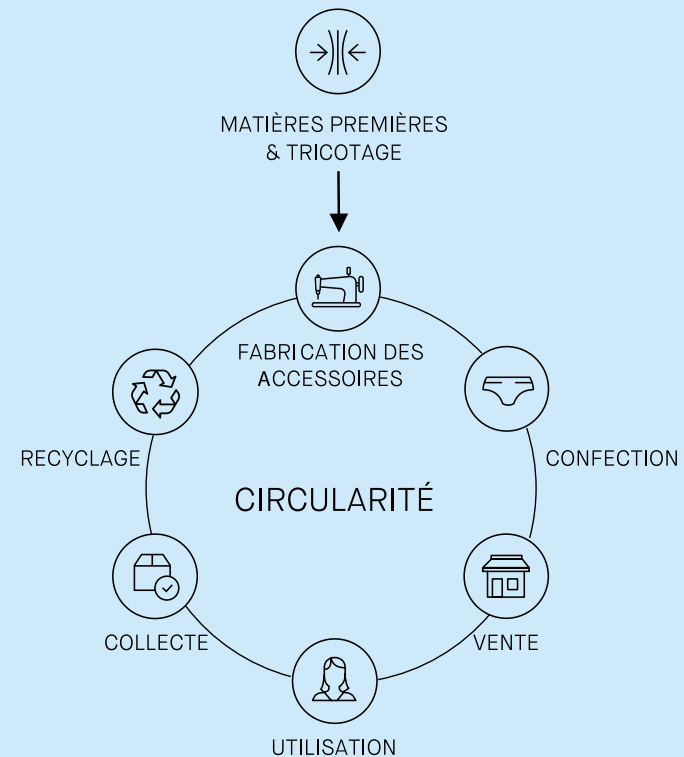 MATIÈRES PREMIÈRES
& TRICOTAGE
FABRICATION DES
ACCESSOIRES
RECYCLAGE
CONFECTION
CIRCULARITÉ
COLLECTE
VENTE
UTILISATION